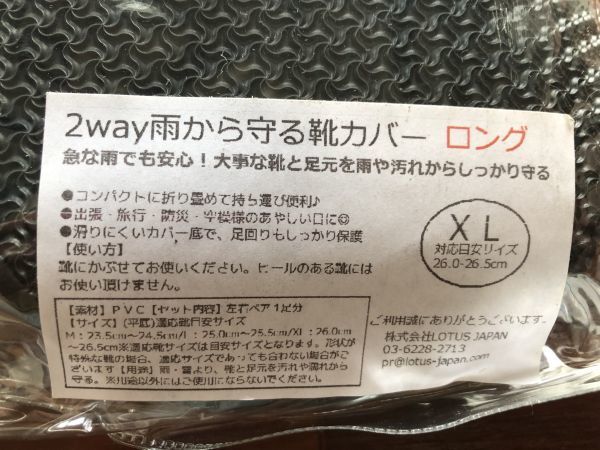 2way雨から守る靴カバー ロング
急な雨でも安心！大事な靴と足元を雨や汚れからしっかり守る
●コンパクトに折り畳めて持ち運び便利♪
●出張・旅行・防災・空模様のあやしい日に☺
●滑りにくいカバー底で、足回りもしっかり保護
【使い方】
靴にかぶせてお使いください。ヒールのある靴には
お使い頂けません。
XL
対応目安サイズ
26.0-26.5cm
【素材】PVC【セット内容】左右ペア1足分
【サイズ】(平底)適応靴目安サイズ
M：23.5cm～24.5cm/L：25.0cm～25.5cm/XL：26.0cm
～26.5cm※適応靴サイズは目安サイズとなります。形状が
特殊な靴の場合、適応サイズであっても合わない場合がご
ざいます【用途】雨・雪より、靴と足元を汚れや濡れから
守る。※用途以外にはご使用にならないでください。
ご利用誠にありがとうございます。
株式会社LOTUS JAPAN
03-6228-2713
pr@lotus-japan.com